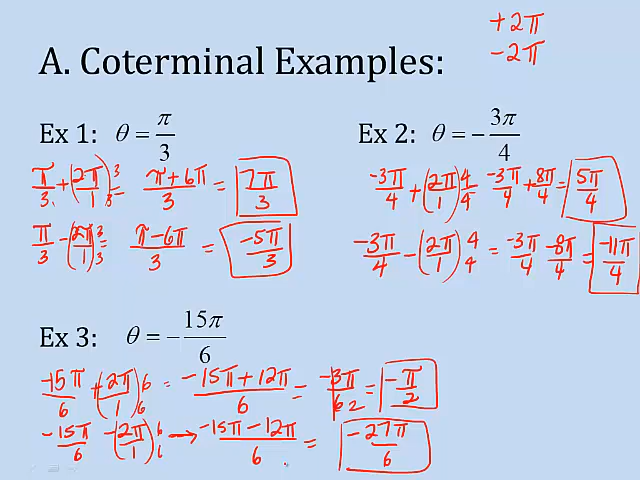 +2π
-2π
A. Coterminal Examples:
Ex 1: θ = π/3
π/3 + (2π/1) 3/3 = (π+6π)/3 = 7π/3
π/3 - (2π/1) 3/3 = (π-6π)/3 = -5π/3
Ex 2: θ = -3π/4
-3π/4 + (2π/1) 4/4 -3π/4 + 8π/4 = 5π/4
-3π/4 - (2π/1) 4/4 = -3π/4 - 8π/4 = -11π/4
Ex 3: θ = -15π/6
-15π/6 + (2π/1) 6/6 = (-15π+12π)/6 = -3π/6 2 = -π/2
-15π/6 - (2π/1) 6/6 → (-15π-12π)/6 = -27π/6